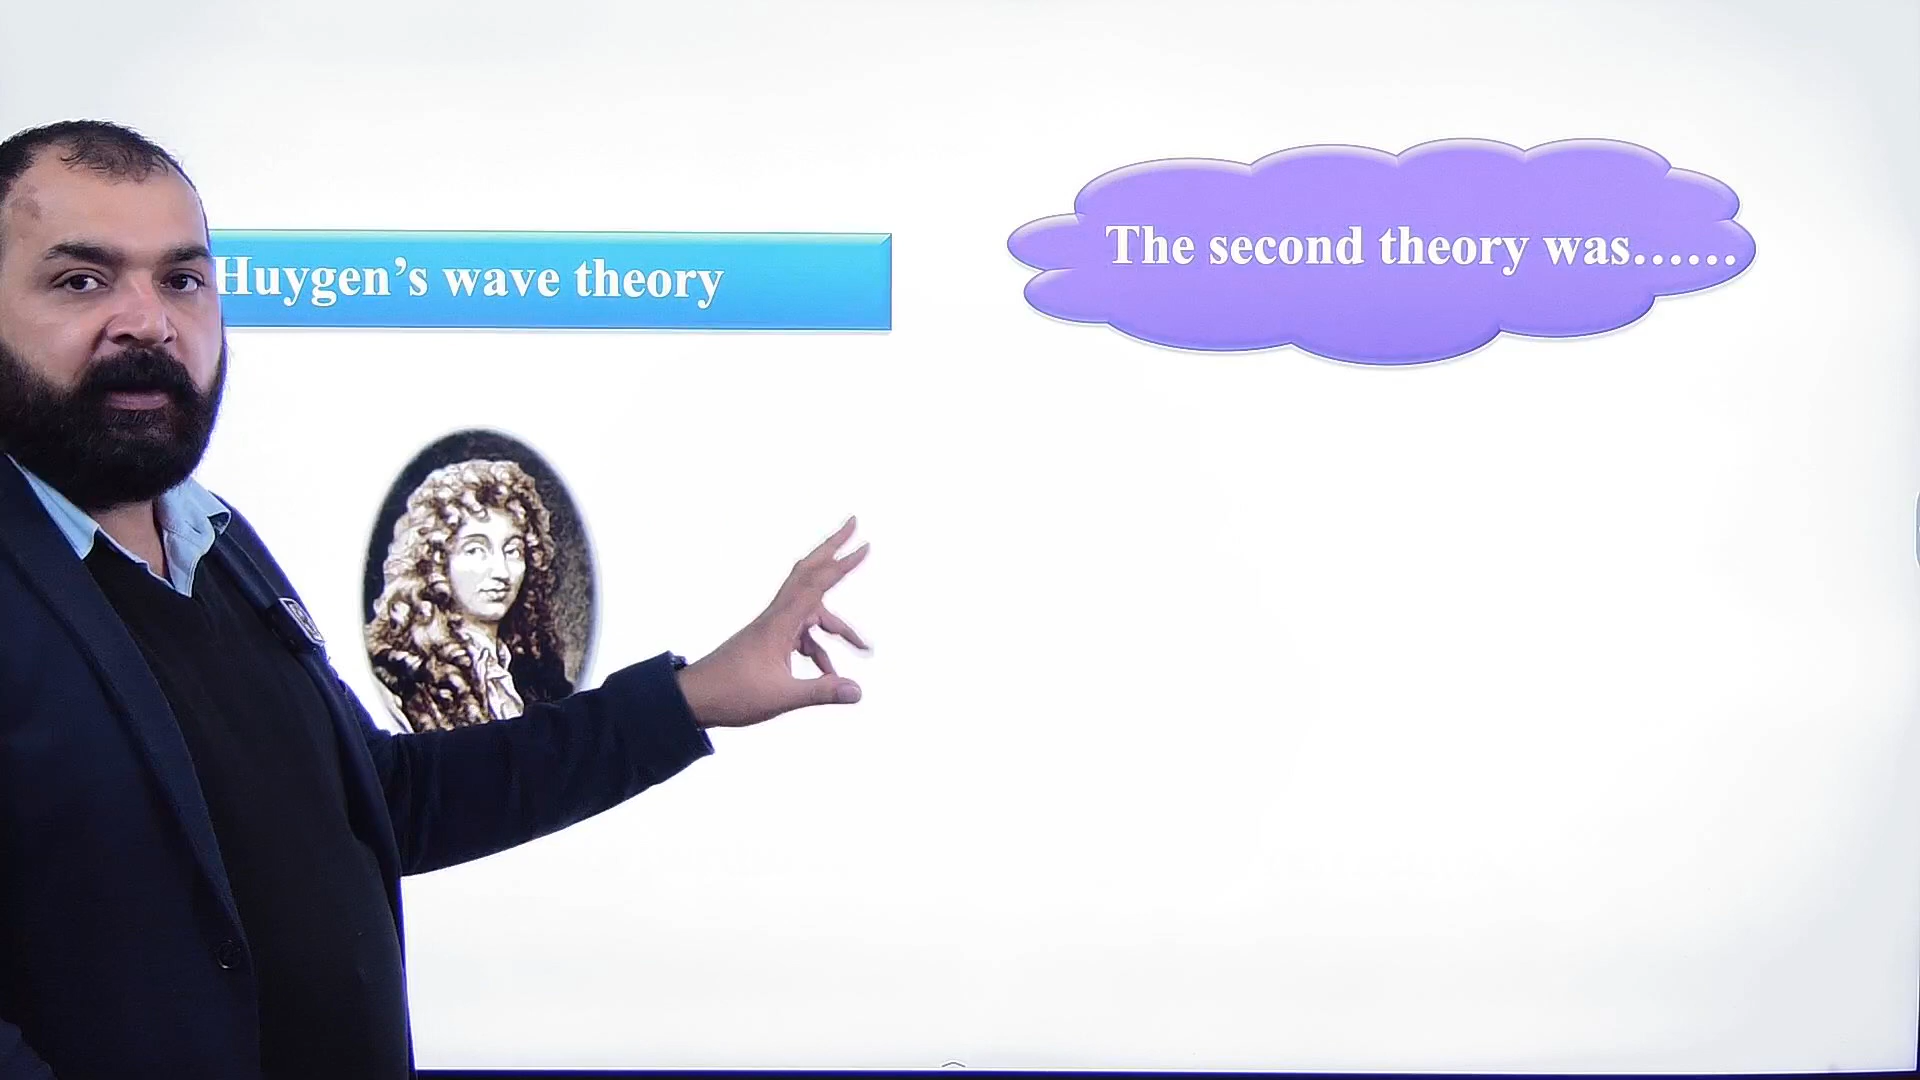 Huygen’s wave theory
The second theory was......